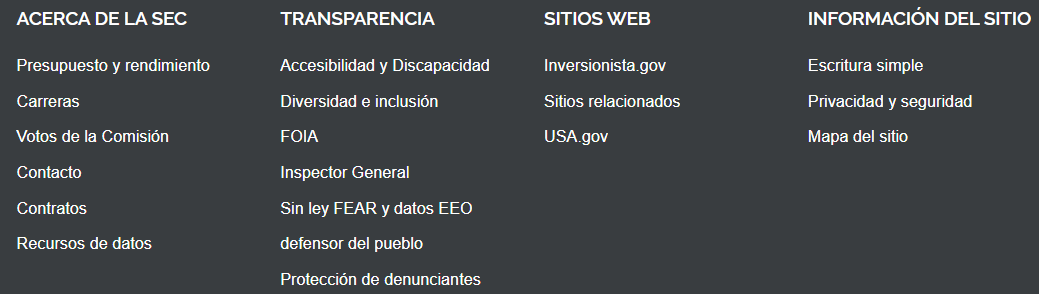 ACERCA DE LA SEC
Presupuesto y rendimiento
Carreras
Votos de la Comisión
Contacto
Contratos
Recursos de datos
TRANSPARENCIA
Accesibilidad y Discapacidad
Diversidad e inclusión
FOIA
Inspector General
Sin ley FEAR y datos EEO
defensor del pueblo
Protección de denunciantes
SITIOS WEB
Inversionista.gov
Sitios relacionados
USA.gov
INFORMACIÓN DEL SITIO
Escritura simple
Privacidad y seguridad
Mapa del sitio